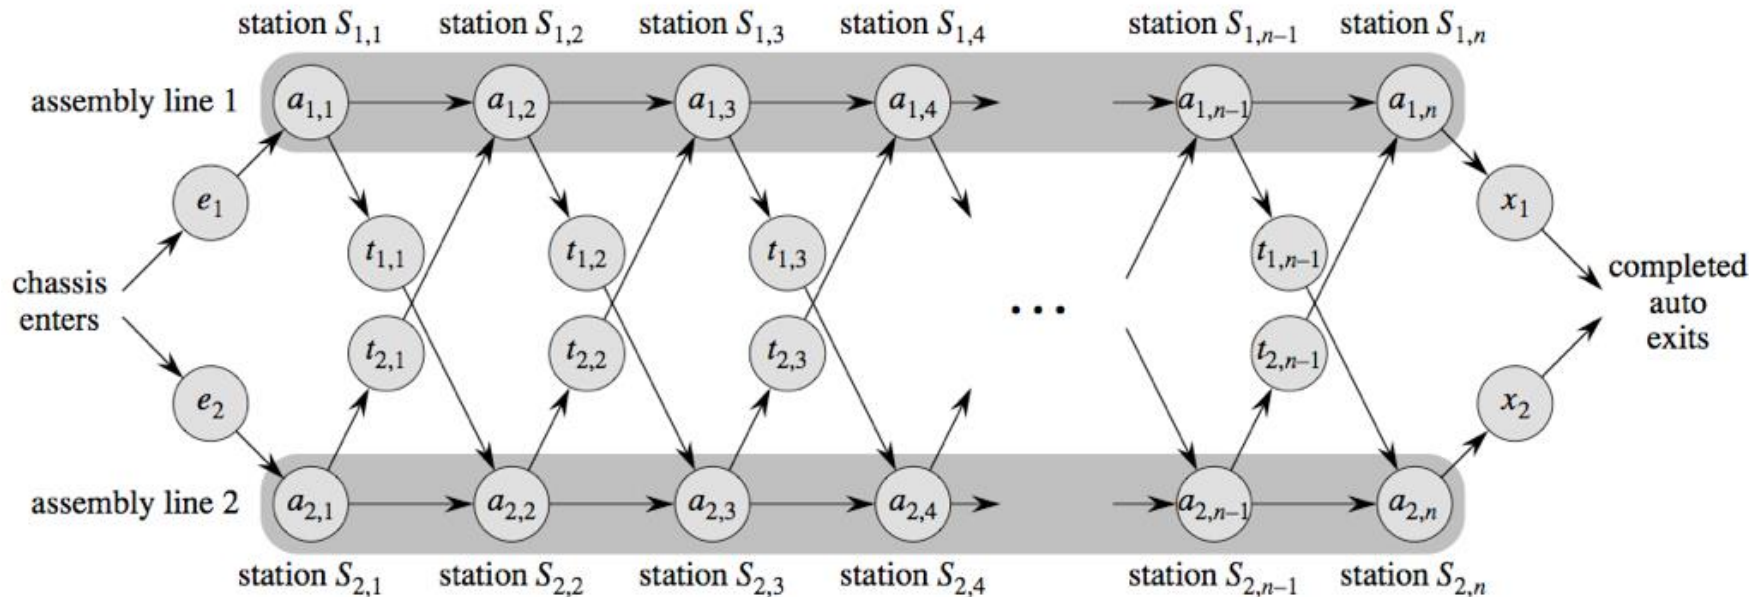 station S1,1 station S1,2 station S1,3 station S1,4 station S1,n−1 station S1,n
assembly line 1 a1,1 a1,2 a1,3 a1,4 a1,n−1 a1,n
e1 x1
t1,1 t1,2 t1,3 t1,n−1
chassis
enters
completed
auto
exits
...
t2,1 t2,2 t2,3 t2,n−1
e2 x2
assembly line 2 a2,1 a2,2 a2,3 a2,4 a2,n−1 a2,n
station S2,1 station S2,2 station S2,3 station S2,4 station S2,n−1 station S2,n